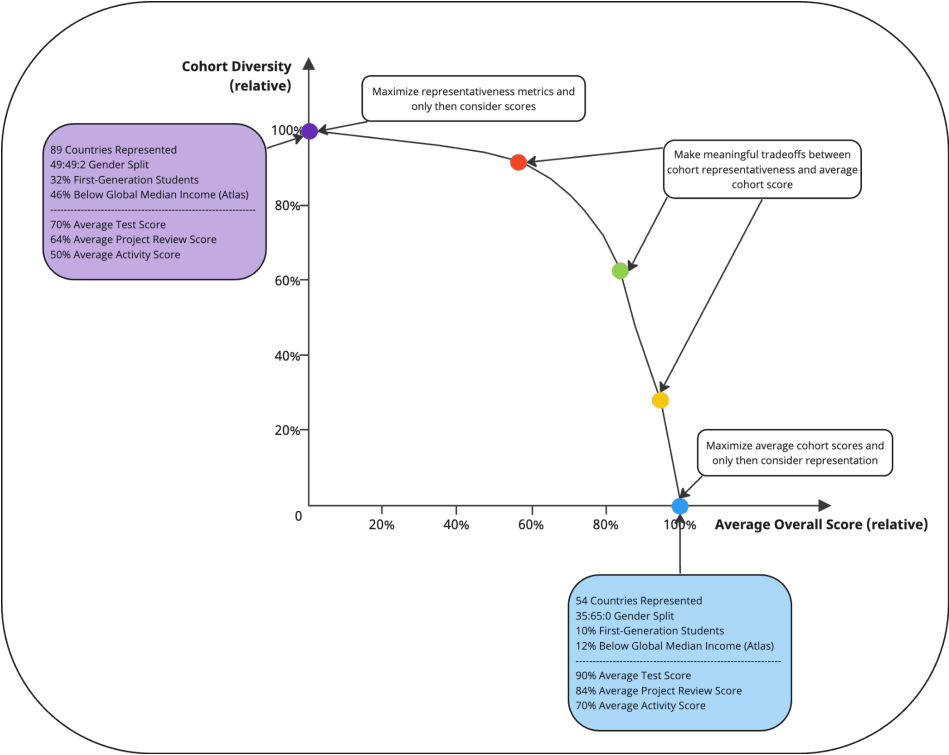 Cohort Diversity
(relative)
Maximize representativeness metrics and
only then consider scores
100%
89 Countries Represented
49:49:2 Gender Split
32% First-Generation Students
46% Below Global Median Income (Atlas)
--------------------------------------------------------------
70% Average Test Score
64% Average Project Review Score
50% Average Activity Score
Make meaningful tradeoffs between
cohort representativeness and average
cohort score
80%
60%
40%
20%
Maximize average cohort scores and
only then consider representation
0
20%
40%
60%
80%
100%
Average Overall Score (relative)
54 Countries Represented
35:65:0 Gender Split
10% First-Generation Students
12% Below Global Median Income (Atlas)
--------------------------------------------------------------
90% Average Test Score
84% Average Project Review Score
70% Average Activity Score